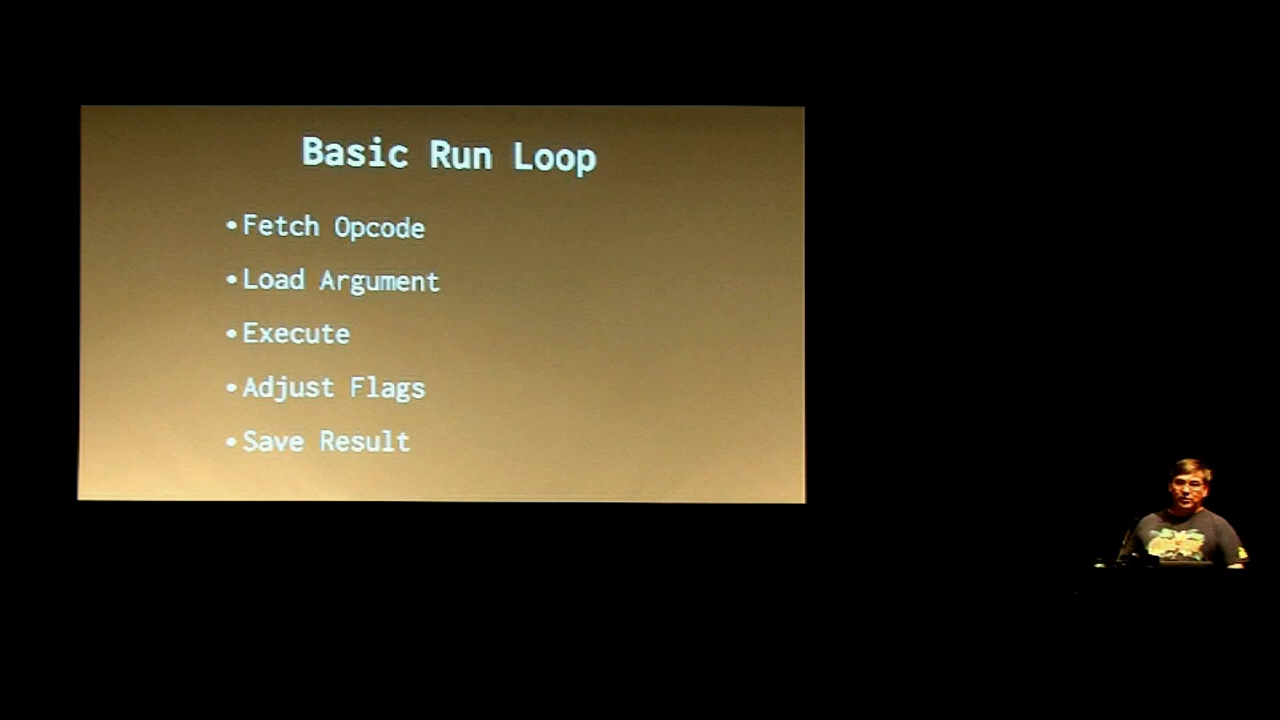 Basic Run Loop
•Fetch Opcode
•Load Argument
•Execute
•Adjust Flags
•Save Result